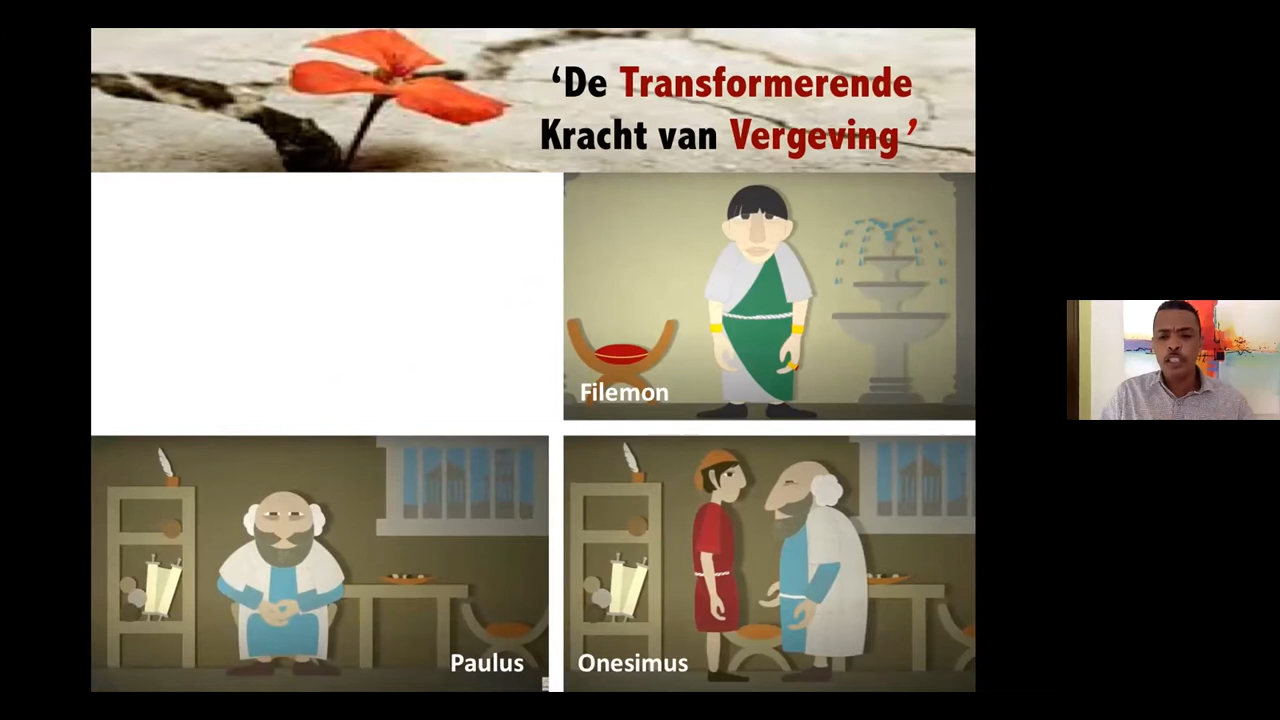 ‘De Transformerende
Kracht van Vergeving’
Filemon
Paulus
Onesimus